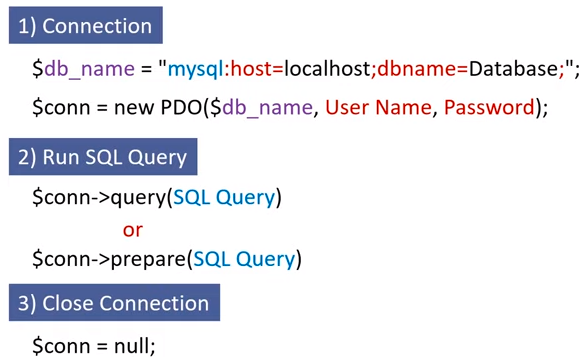 1) Connection
$db_name = "mysql:host=localhost;dbname=Database;";
$conn = new PDO($db_name, User Name, Password);
2) Run SQL Query
$conn->query(SQL Query)
or
$conn->prepare(SQL Query)
3) Close Connection
$conn = null;